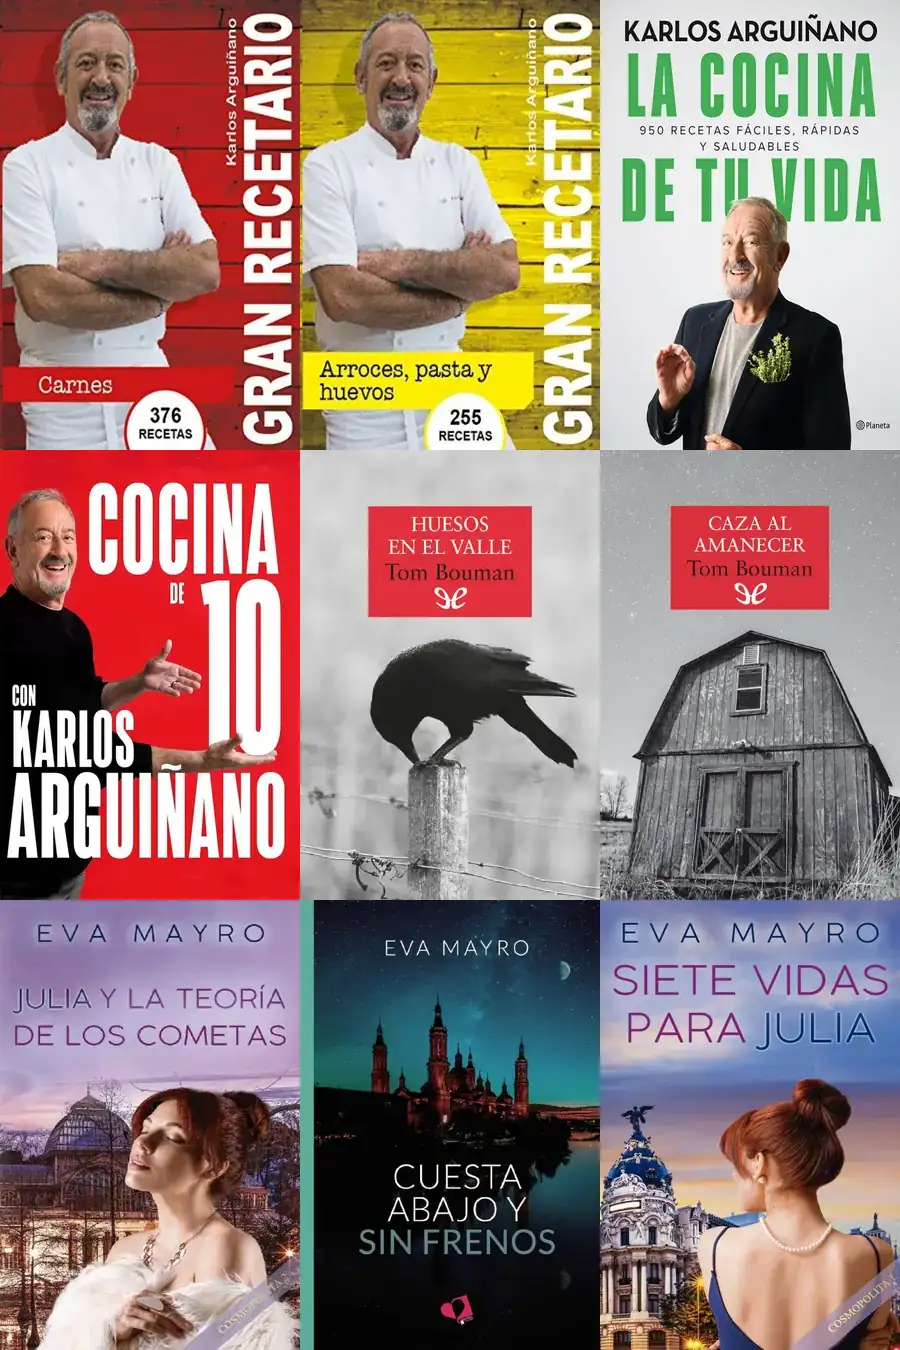 Karlos Arguiñano
GRAN RECETARIO
Carnes
376
RECETAS
Karlos Arguiñano
GRAN RECETARIO
Arroces, pasta y
huevos
255
RECETAS
KARLOS ARGUIÑANO
LA COCINA
950 RECETAS FÁCILES, RÁPIDAS
Y SALUDABLES
DE TU VIDA
Planeta
COCINA
DE
10
CON
KARLOS
ARGUIÑANO
HUESOS
EN EL VALLE
Tom Bouman
CAZA AL
AMANECER
Tom Bouman
EVA MAYRO
JULIA Y LA TEORÍA
DE LOS COMETAS
COSMOPOLITA 2
EVA MAYRO
CUESTA
ABAJO Y
SIN FRENOS
EVA MAYRO
SIETE VIDAS
PARA JULIA
COSMOPOLITA 1